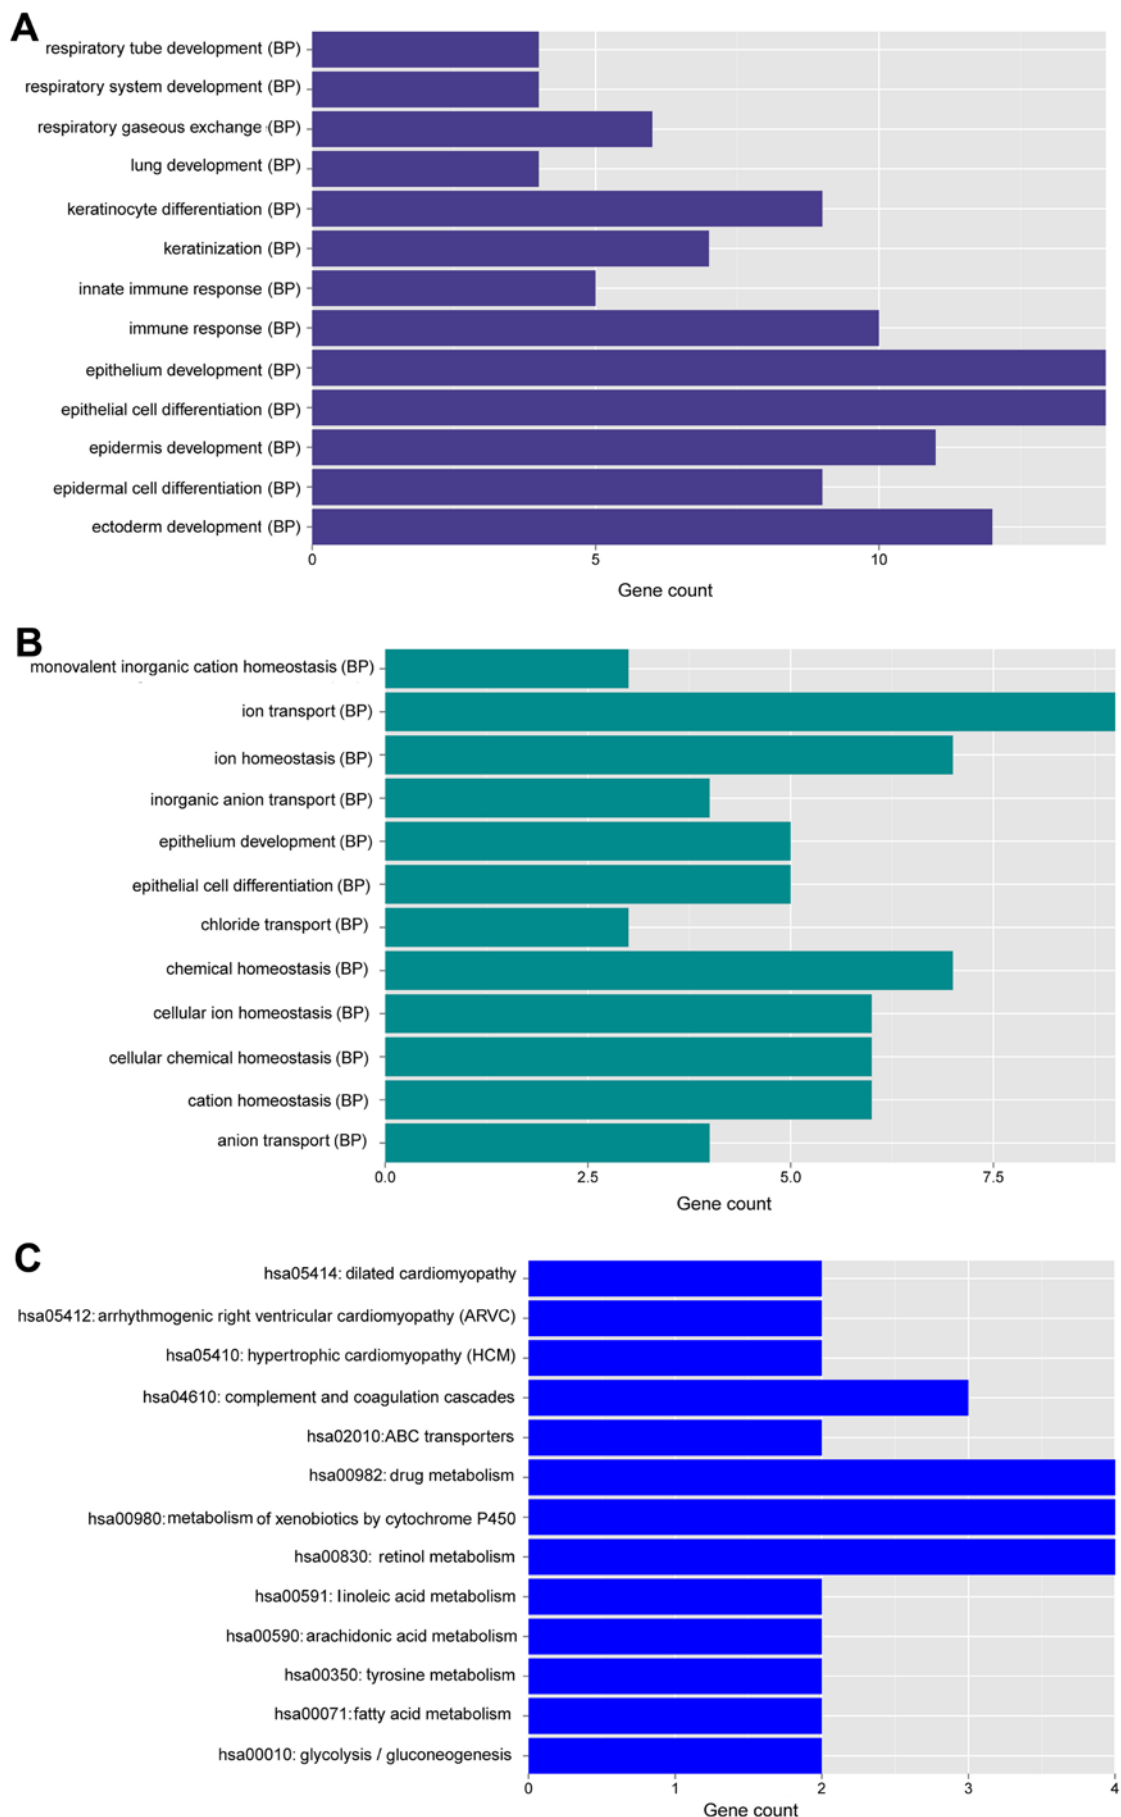 A
respiratory tube development (BP)
respiratory system development (BP)
respiratory gaseous exchange (BP)
lung development (BP)
keratinocyte differentiation (BP)
keratinization (BP)
innate immune response (BP)
immune response (BP)
epithelium development (BP)
epithelial cell differentiation (BP)
epidermis development (BP)
epidermal cell differentiation (BP)
ectoderm development (BP)
0 5 10
Gene count
B
monovalent inorganic cation homeostasis (BP)
ion transport (BP)
ion homeostasis (BP)
inorganic anion transport (BP)
epithelium development (BP)
epithelial cell differentiation (BP)
chloride transport (BP)
chemical homeostasis (BP)
cellular ion homeostasis (BP)
cellular chemical homeostasis (BP)
cation homeostasis (BP)
anion transport (BP)
0.0 2.5 5.0 7.5
Gene count
C
hsa05414: dilated cardiomyopathy
hsa05412: arrhythmogenic right ventricular cardiomyopathy (ARVC)
hsa05410: hypertrophic cardiomyopathy (HCM)
hsa04610: complement and coagulation cascades
hsa02010:ABC transporters
hsa00982: drug metabolism
hsa00980: metabolism of xenobiotics by cytochrome P450
hsa00830: retinol metabolism
hsa00591: linoleic acid metabolism
hsa00590: arachidonic acid metabolism
hsa00350: tyrosine metabolism
hsa00071: fatty acid metabolism
hsa00010: glycolysis / gluconeogenesis
0 1 2 3 4
Gene count